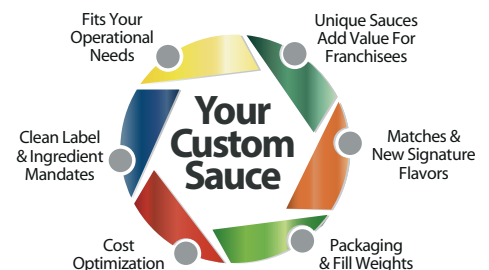 Fits Your
Operational
Needs
Unique Sauces
Add Value For
Franchisees
Your
Custom
Sauce
Clean Label
& Ingredient
Mandates
Matches &
New Signature
Flavors
Cost
Optimization
Packaging
& Fill Weights